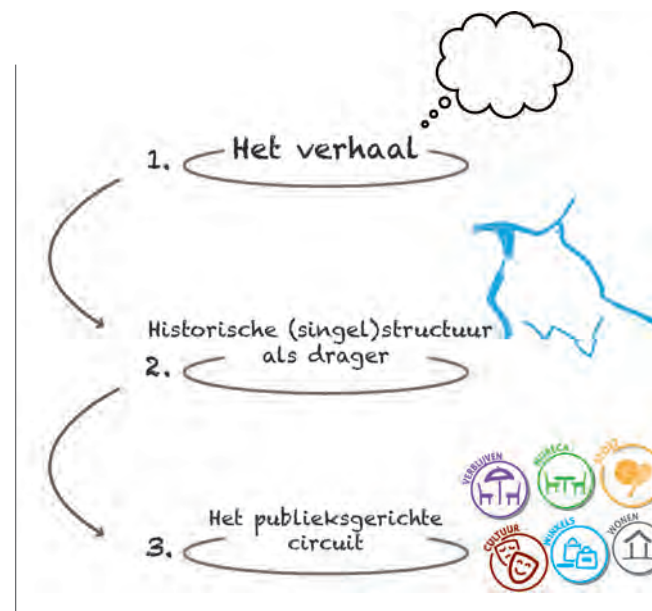 1. Het verhaal
Historische (singel)structuur
als drager
2.
Het publieksgerichte
circuit
3.
VERBLIJVEN
HORECA
CULTUUR
WINKELS
WONEN